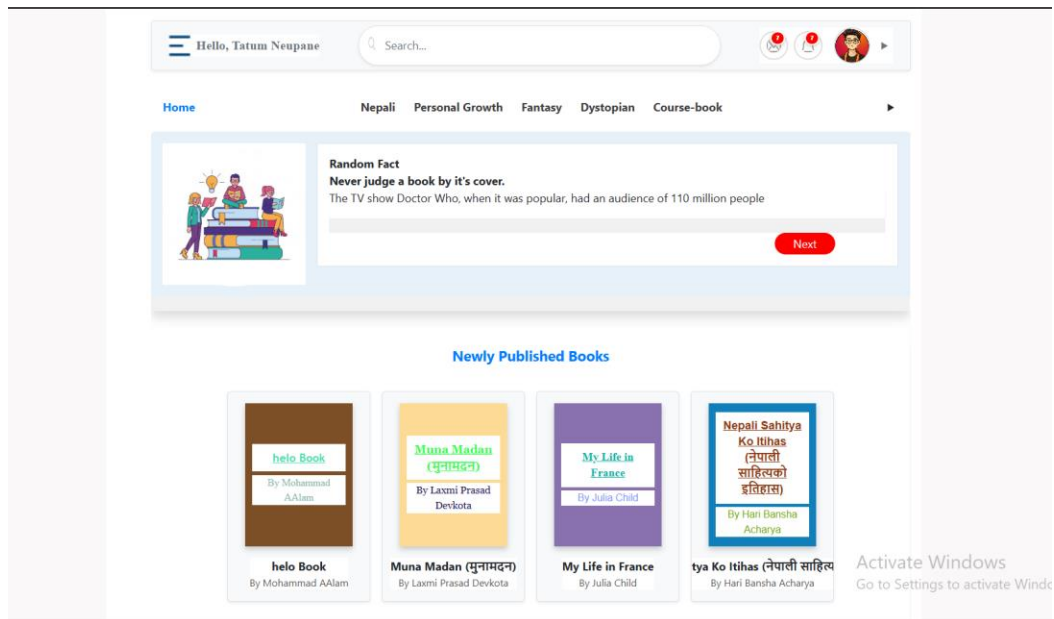 Hello, Tatum Neupane
Search...
Home
Nepali Personal Growth Fantasy Dystopian Course-book
Random Fact
Never judge a book by it's cover.
The TV show Doctor Who, when it was popular, had an audience of 110 million people
Next
Newly Published Books
helo Book
By Mohammad
AAlam
helo Book
By Mohammad AAlam
Muna Madan
(मुनामदन)
By Laxmi Prasad
Devkota
Muna Madan (मुनामदन)
By Laxmi Prasad Devkota
My Life in
France
By Julia Child
My Life in France
By Julia Child
Nepali Sahitya
Ko Itihas
(नेपाली
साहित्यको
इतिहास)
By Hari Bansha
Acharya
tya Ko Itihas (नेपाली साहित्य
By Hari Bansha Acharya
Activate Windows
Go to Settings to activate Windo